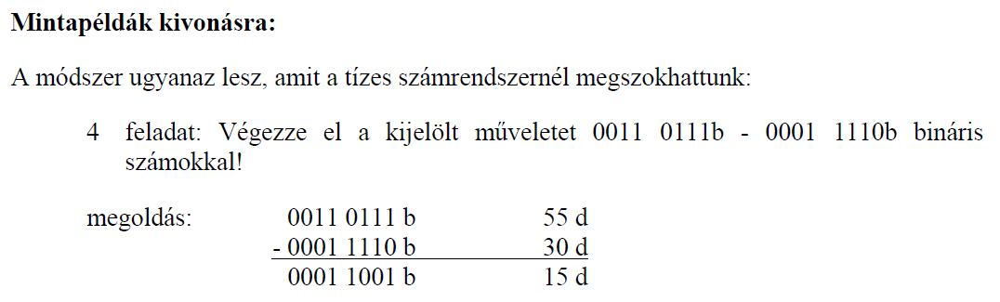 Mintapéldák kivonásra:
A módszer ugyanaz lesz, amit a tízes számrendszernél megszokhattunk:
4 feladat: Végezze el a kijelölt műveletet 0011 0111b - 0001 1110b bináris
számokkal!
megoldás: 0011 0111 b 55 d
- 0001 1110 b 30 d
0001 1001 b 15 d